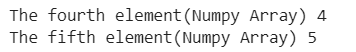 The fourth element(Numpy Array) 4
The fifth element(Numpy Array) 5